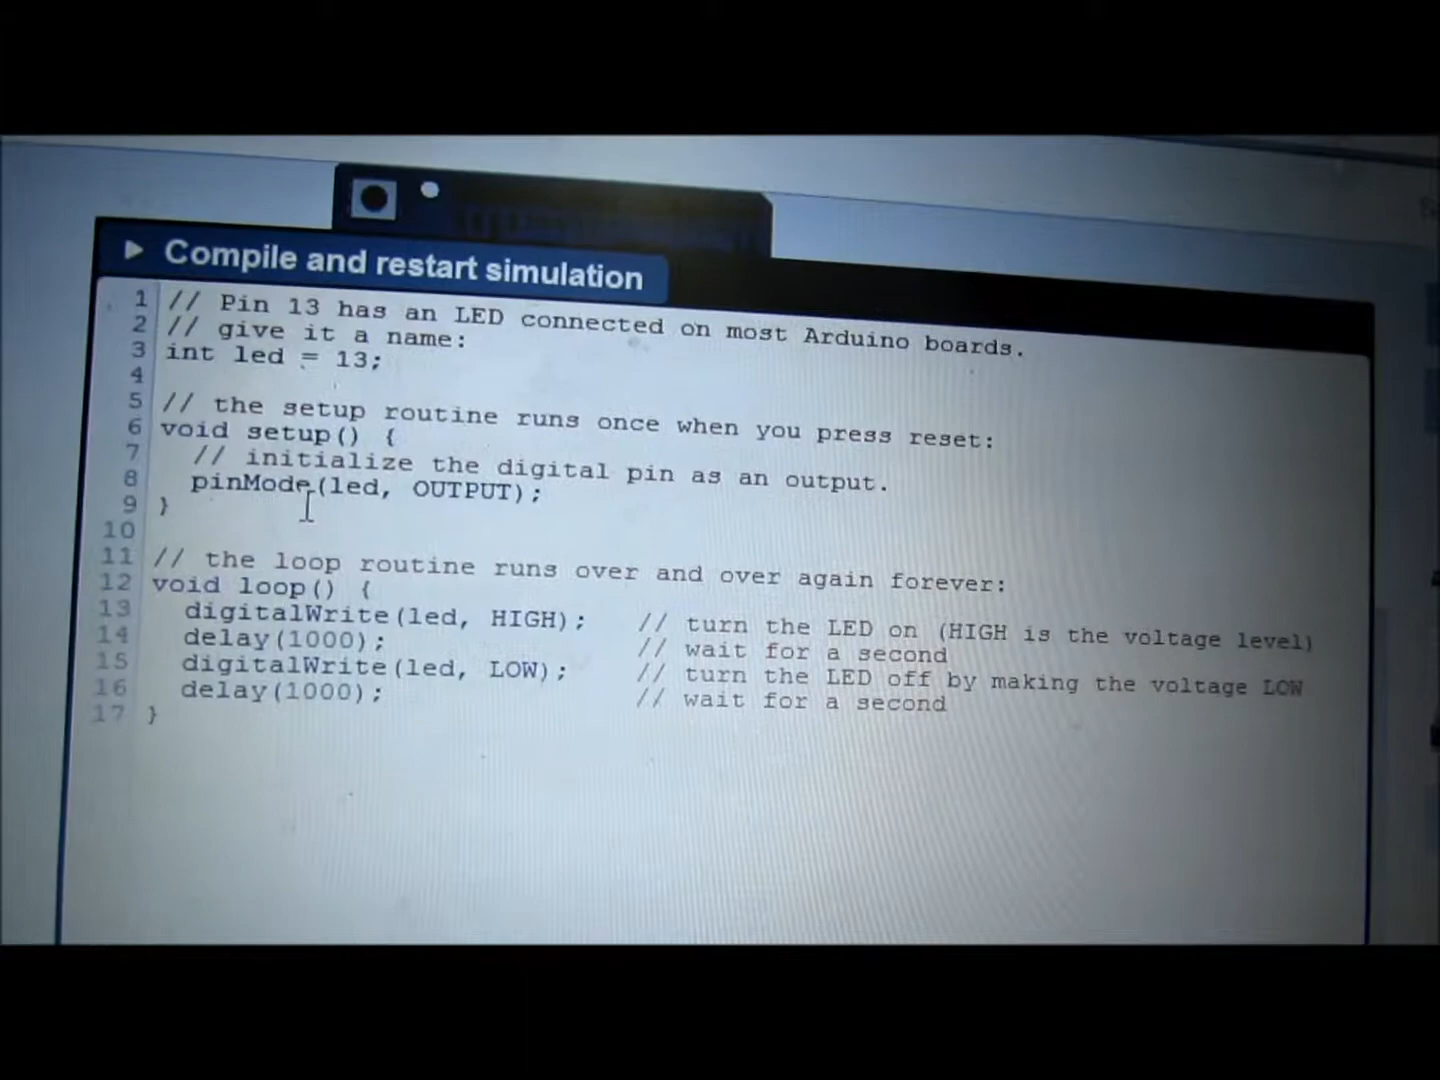 Compile and restart simulation
1 // Pin 13 has an LED connected on most Arduino boards.
2 // give it a name:
3 int led = 13;
4
5 // the setup routine runs once when you press reset:
6 void setup() {
7   // initialize the digital pin as an output.
8   pinMode(led, OUTPUT);
9 }
10
11 // the loop routine runs over and over again forever:
12 void loop() {
13   digitalWrite(led, HIGH);   // turn the LED on (HIGH is the voltage level)
14   delay(1000);               // wait for a second
15   digitalWrite(led, LOW);    // turn the LED off by making the voltage LOW
16   delay(1000);               // wait for a second
17 }